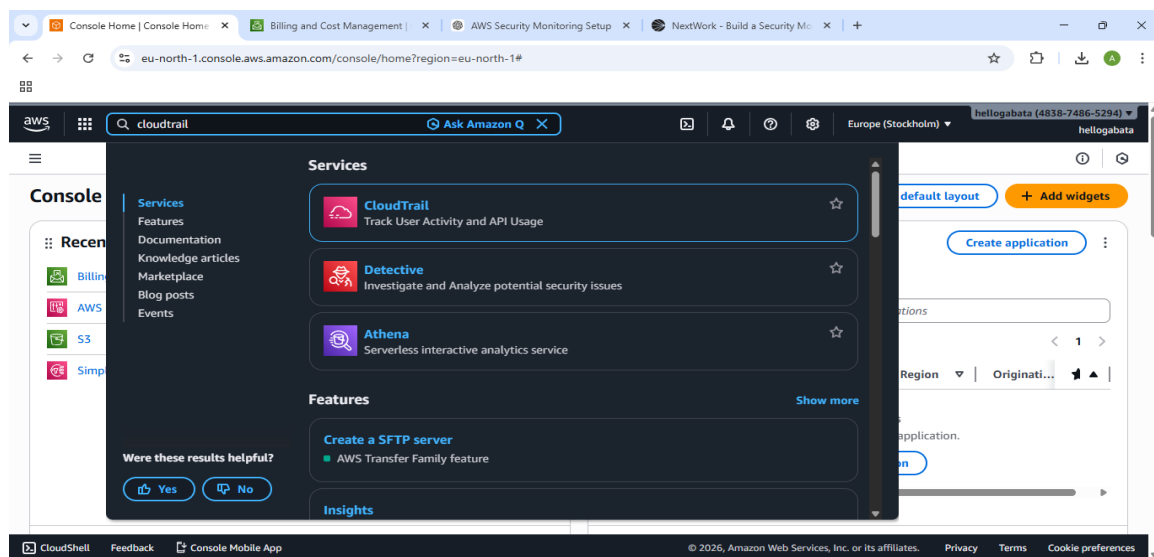 Console Home | Console Home
Billing and Cost Management |
AWS Security Monitoring Setup
NextWork - Build a Security Mo
eu-north-1.console.aws.amazon.com/console/home?region=eu-north-1#
A
aws
cloudtrail
Ask Amazon Q
Europe (Stockholm)
hellogabata (4838-7486-5294)
hellogabata
Console
default layout
+ Add widgets
Recen
Create application
Billin
AWS
S3
Simpl
Services
Features
Documentation
Knowledge articles
Marketplace
Blog posts
Events
Were these results helpful?
Yes
No
Services
CloudTrail
Track User Activity and API Usage
Detective
Investigate and Analyze potential security issues
Athena
Serverless interactive analytics service
Features
Show more
Create a SFTP server
AWS Transfer Family feature
Insights
1
Region
Originati...
application.
CloudShell
Feedback
Console Mobile App
© 2026, Amazon Web Services, Inc. or its affiliates.
Privacy
Terms
Cookie preferences